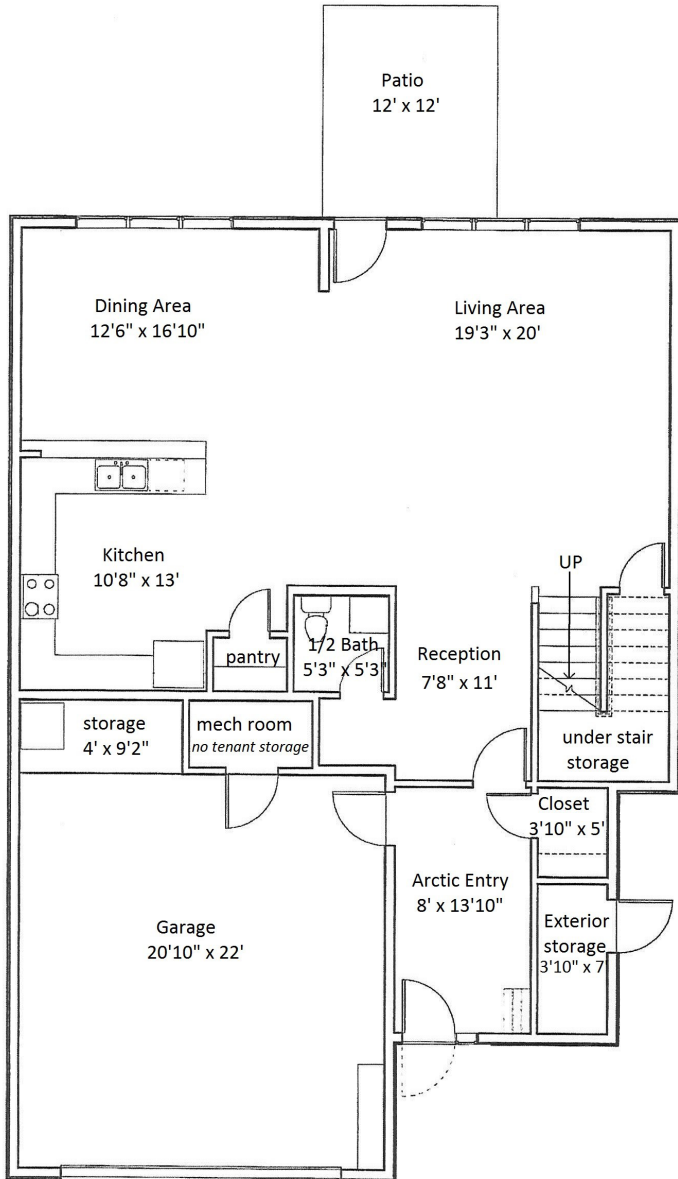 Patio
12' x 12'
Dining Area
12'6" x 16'10"
Living Area
19'3" x 20'
Kitchen
10'8" x 13'
UP
pantry
1/2 Bath
5'3" x 5'3"
Reception
7'8" x 11'
storage
4' x 9'2"
mech room
no tenant storage
under stair
storage
Closet
3'10" x 5'
Arctic Entry
8' x 13'10"
Garage
20'10" x 22'
Exterior
storage
3'10" x 7'